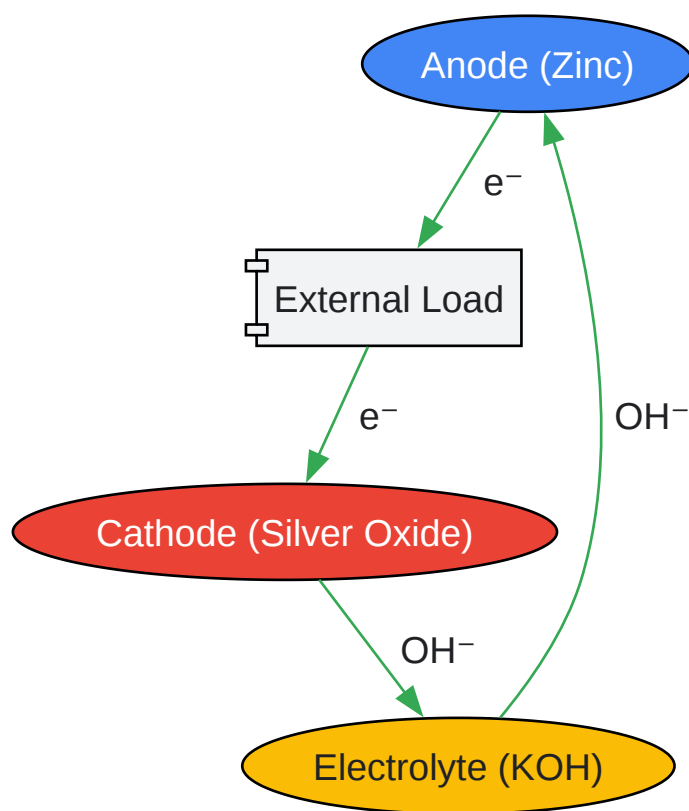 Anode (Zinc)
e⁻
External Load
e⁻
OH⁻
Cathode (Silver Oxide)
OH⁻
Electrolyte (KOH)